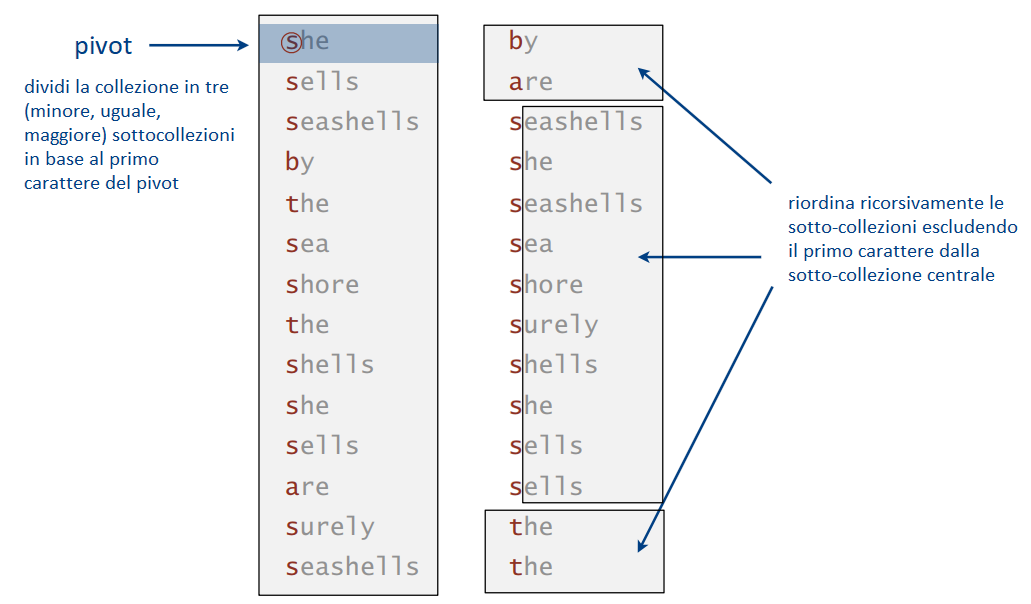 pivot
dividi la collezione in tre
(minore, uguale,
maggiore) sottocollezioni
in base al primo
carattere del pivot
she
sells
seashells
by
the
sea
shore
the
shells
she
sells
are
surely
seashells
by
are
seashells
she
seashells
sea
shore
surely
shells
she
sells
sells
the
the
riordina ricorsivamente le
sotto-collezioni escludendo
il primo carattere dalla
sotto-collezione centrale